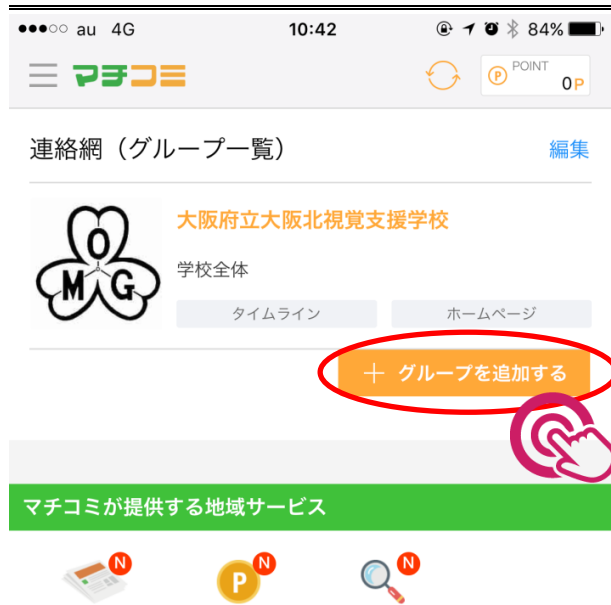 au 4G 10:42 84%
マチコミ
POINT
P 0P
連絡網（グループ一覧） 編集
大阪府立大阪北視覚支援学校
O
M G
学校全体
タイムライン ホームページ
＋ グループを追加する
マチコミが提供する地域サービス
N N N
P